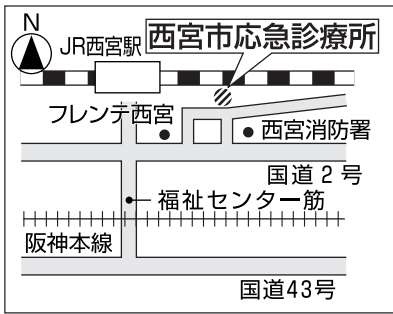 N
JR西宮駅
西宮市応急診療所
フレンテ西宮
西宮消防署
国道2号
福祉センター筋
阪神本線
国道43号